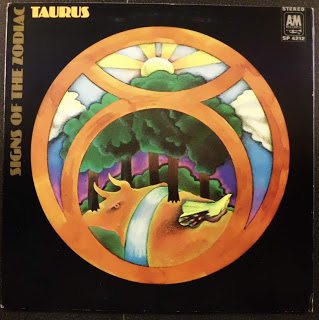 SIGNS OF THE ZODIAC
TAURUS
STEREO
A&M
SP 4212